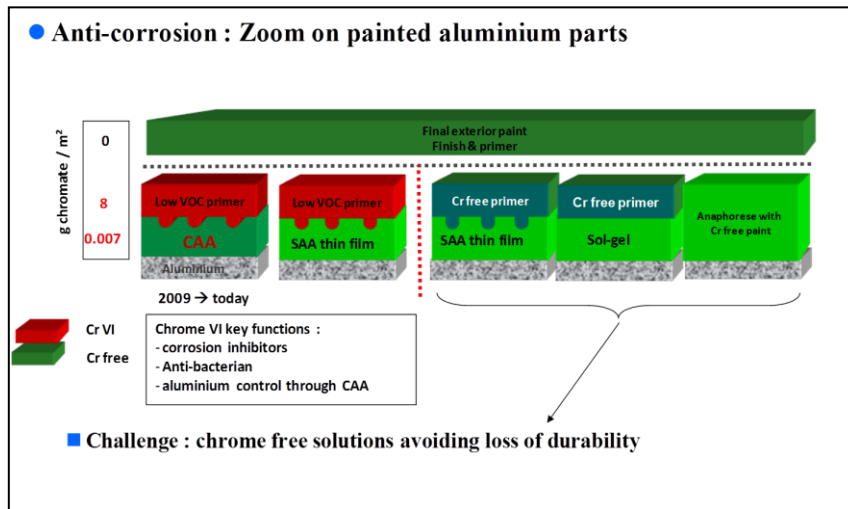 Anti-corrosion : Zoom on painted aluminium parts
g chromate / m²
0
8
0.007
Final exterior paint
Finish & primer
Low VOC primer
CAA
Aluminium
Low VOC primer
SAA thin film
Cr free primer
SAA thin film
Cr free primer
Sol-gel
Anaphorese with
Cr free paint
2009 → today
Cr VI
Cr free
Chrome VI key functions :
- corrosion inhibitors
- Anti-bacterian
- aluminium control through CAA
Challenge : chrome free solutions avoiding loss of durability